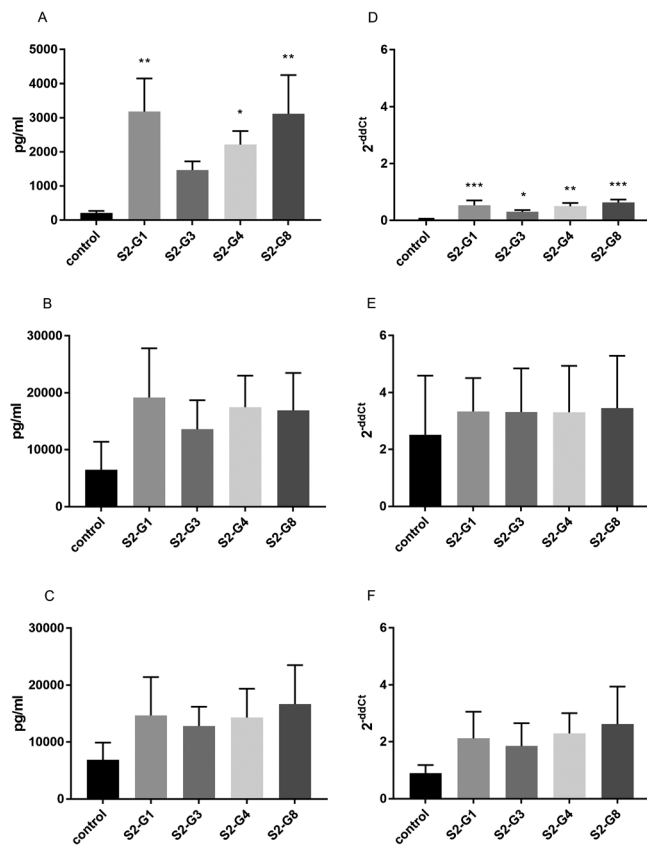 A
5000
4000
3000
2000
1000
0
pg/ml
**
*
**
control
S2-G1
S2-G3
S2-G4
S2-G8
D
6
4
2
0
2-ddCt
***
*
**
***
control
S2-G1
S2-G3
S2-G4
S2-G8
B
30000
20000
10000
0
pg/ml
control
S2-G1
S2-G3
S2-G4
S2-G8
E
6
4
2
0
2-ddCt
control
S2-G1
S2-G3
S2-G4
S2-G8
C
30000
20000
10000
0
pg/ml
control
S2-G1
S2-G3
S2-G4
S2-G8
F
6
4
2
0
2-ddCt
control
S2-G1
S2-G3
S2-G4
S2-G8